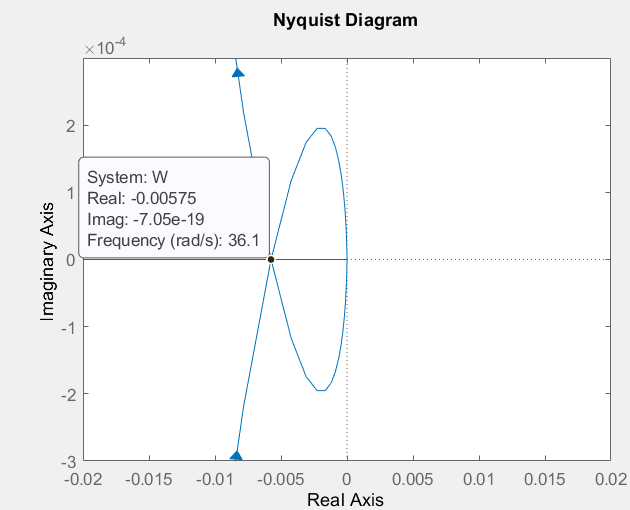 Nyquist Diagram
×10-4
2
1
0
-1
-2
-3
Imaginary Axis
System: W
Real: -0.00575
Imag: -7.05e-19
Frequency (rad/s): 36.1
-0.02 -0.015 -0.01 -0.005 0 0.005 0.01 0.015 0.02
Real Axis